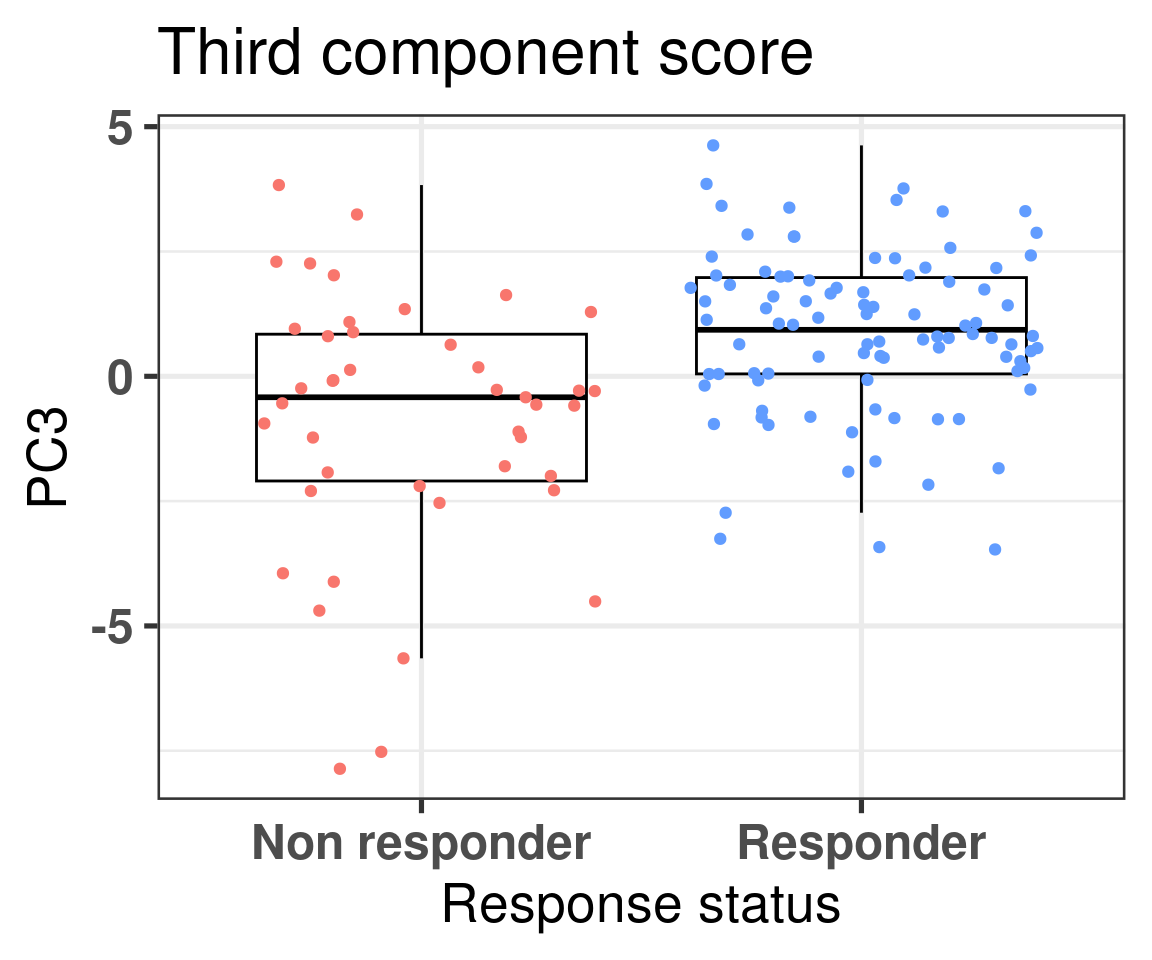 Third component score
5
0
-5
PC3
Non responder
Responder
Response status